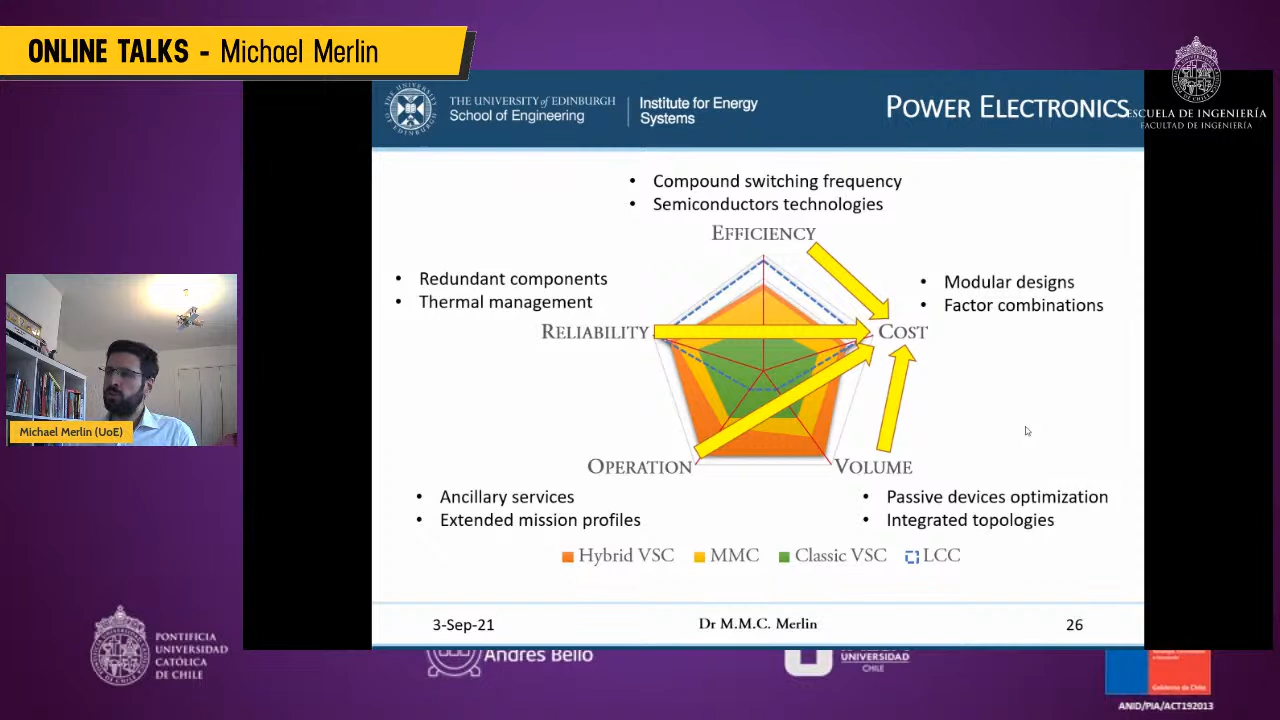 ONLINE TALKS - Michael Merlin
THE UNIVERSITY of EDINBURGH
School of Engineering
Institute for Energy
Systems
POWER ELECTRONICS
ESCUELA DE INGENIERÍA
FACULTAD DE INGENIERÍA
• Compound switching frequency
• Semiconductors technologies
EFFICIENCY
• Redundant components
• Thermal management
• Modular designs
• Factor combinations
RELIABILITY
COST
Michael Merlin (UoE)
OPERATION
VOLUME
• Ancillary services
• Extended mission profiles
• Passive devices optimization
• Integrated topologies
Hybrid VSC
MMC
Classic VSC
LCC
3-Sep-21
Dr M.M.C. Merlin
26
PONTIFICIA
UNIVERSIDAD
CATÓLICA
DE CHILE
Andres Bello
UNIVERSIDAD
CHILE
Gobierno de Chile
ANID/PIA/ACT192013